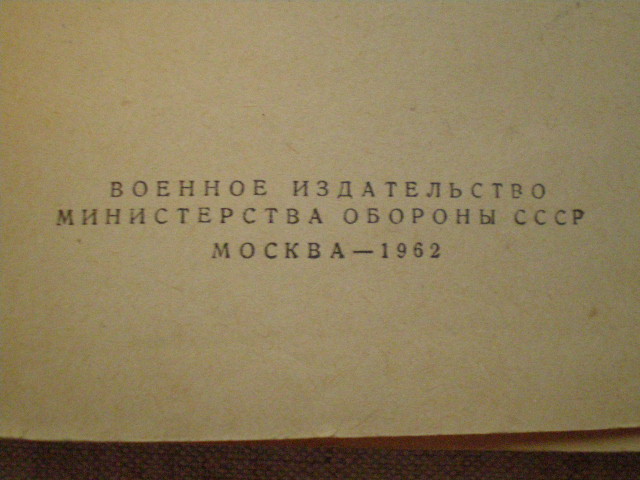 ВОЕННОЕ ИЗДАТЕЛЬСТВО
МИНИСТЕРСТВА ОБОРОНЫ СССР
МОСКВА — 1962